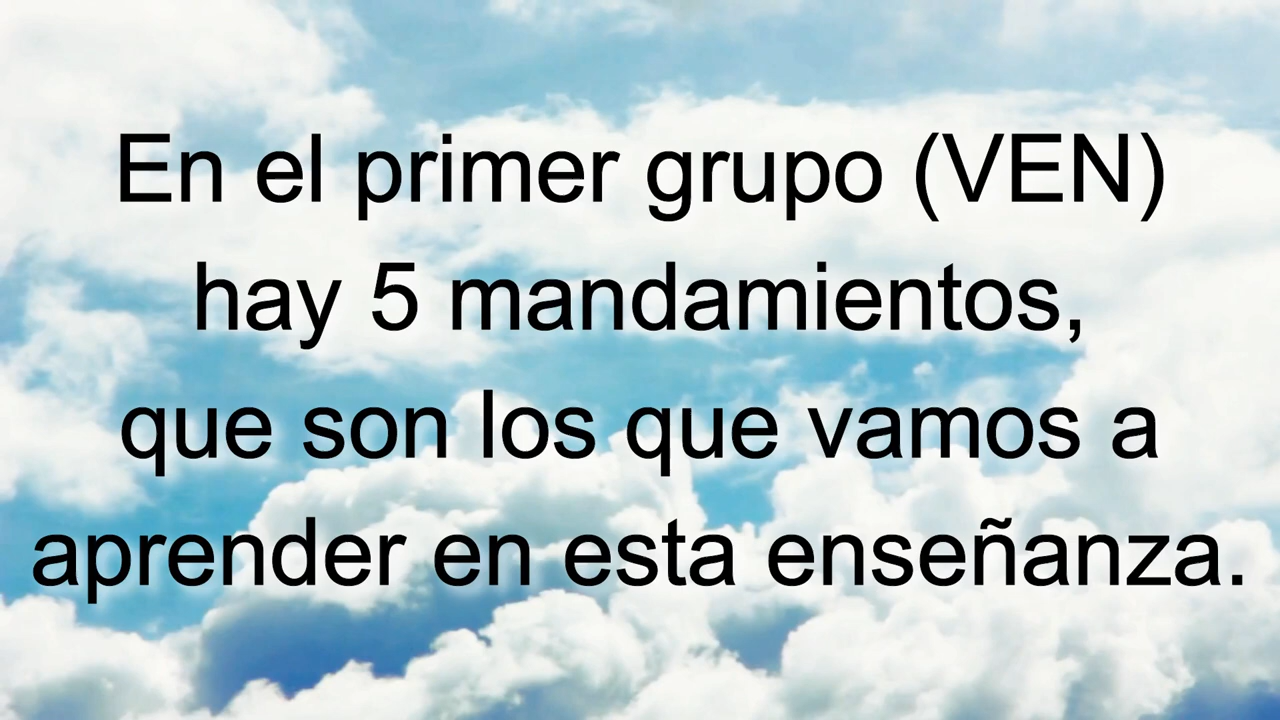 En el primer grupo (VEN)
hay 5 mandamientos,
que son los que vamos a
aprender en esta enseñanza.